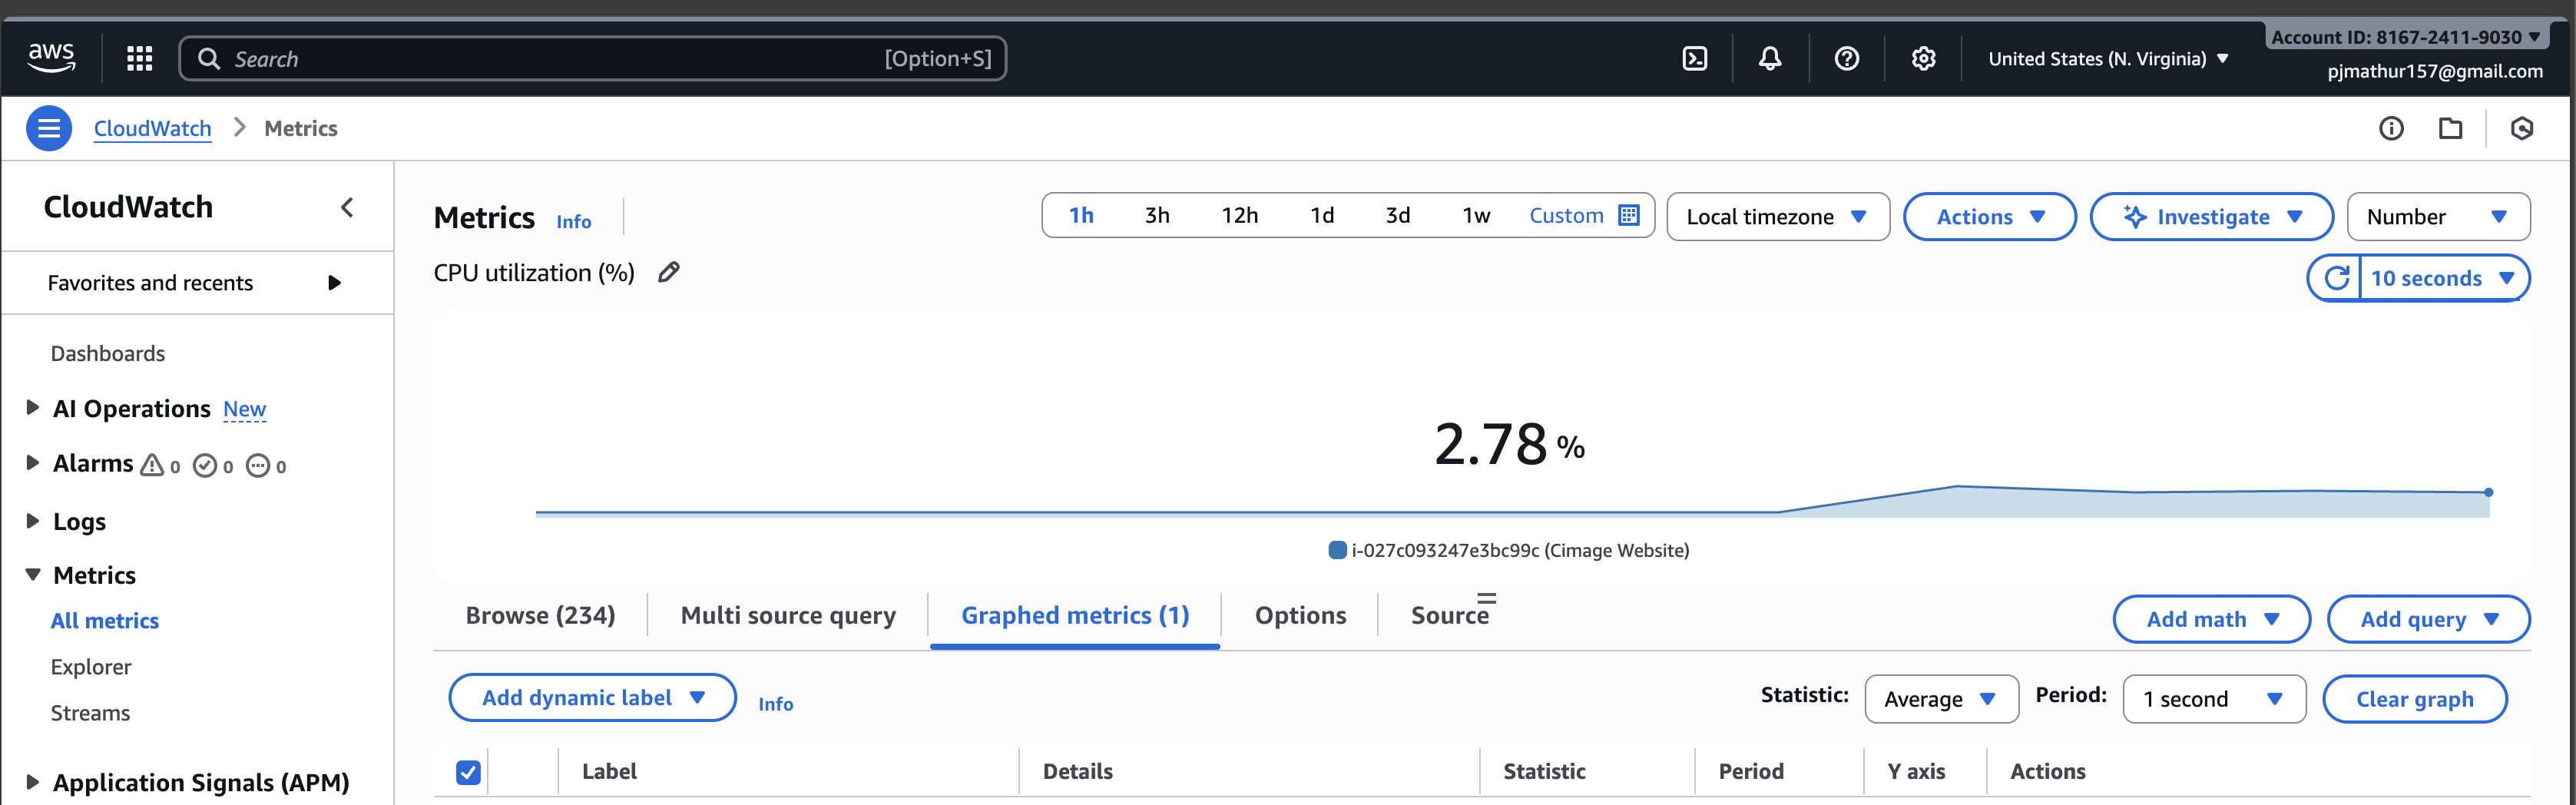 aws
Search [Option+S]
United States (N. Virginia)
Account ID: 8167-2411-9030
pjmathur157@gmail.com
CloudWatch > Metrics
CloudWatch
Favorites and recents
Dashboards
AI Operations New
Alarms 0 0 0
Logs
Metrics
All metrics
Explorer
Streams
Application Signals (APM)
Metrics Info
1h 3h 12h 1d 3d 1w Custom
Local timezone
Actions
Investigate
Number
CPU utilization (%)
10 seconds
2.78 %
i-027c093247e3bc99c (Cimage Website)
Browse (234) Multi source query Graphed metrics (1) Options Source
Add math
Add query
Add dynamic label Info
Statistic: Average Period: 1 second Clear graph
Label Details Statistic Period Y axis Actions